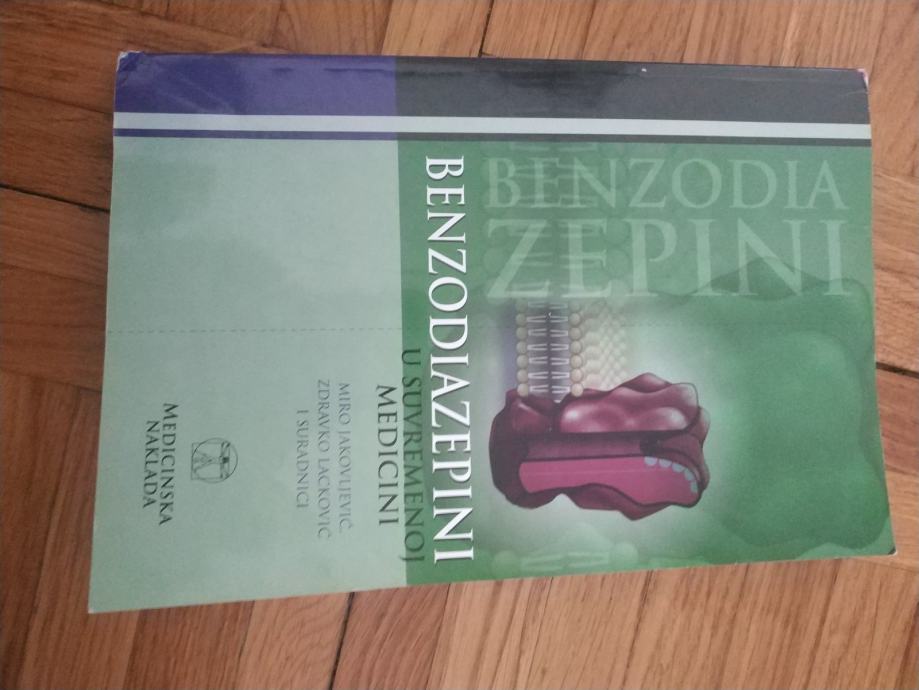 BENZODIA
ZEPINI
BENZODIAZEPINI
U SUVREMENOJ
MEDICINI
MIRO JAKOVLJEVIĆ,
ZDRAVKO LACKOVIĆ
I SURADNICI
MEDICINSKA
NAKLADA